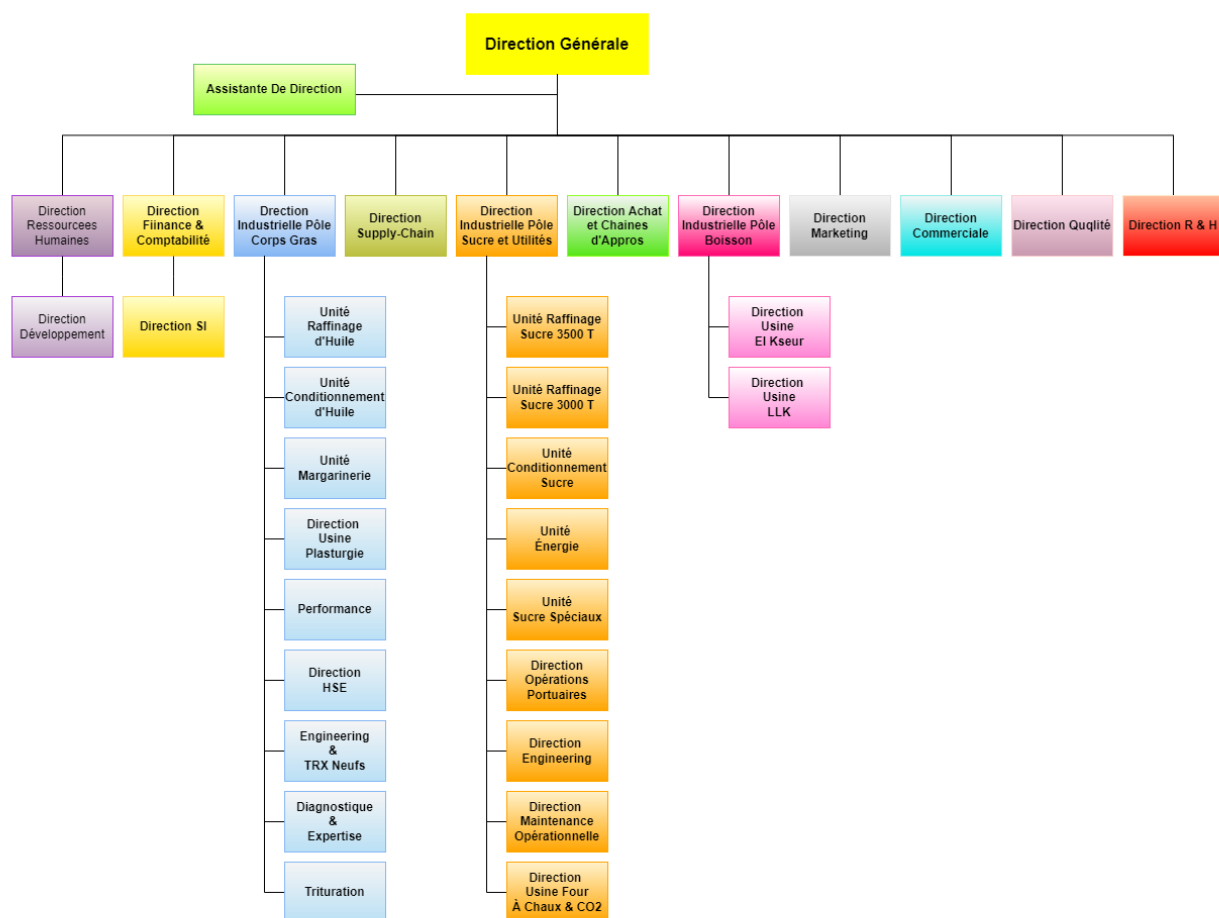 Direction Générale
Assistante De Direction
Direction
Ressourcees
Humaines
Direction
Fiinance &
Comptabilité
Direction
Industrielle Pôle
Corps Gras
Direction
Supply-Chain
Direction
Industrielle Pôle
Sucre et Utilités
Direction Achat
et Chaines
d'Appros
Direction
Industrielle Pôle
Boisson
Direction
Marketing
Direction
Commerciale
Direction Quqlité
Direction R & H
Direction
Développement
Direction SI
Unité
Raffinage
d'Huile
Unité
Conditionnement
d'Huile
Unité
Margarinerie
Direction
Usine
Plasturgie
Performance
Direction
HSE
Engineering
&
TRX Neufs
Diagnostique
&
Expertise
Trituration
Unité Raffinage
Sucre 3500 T
Unité Raffinage
Sucre 3000 T
Unité
Conditionnement
Sucre
Unité
Énergie
Unité
Sucre Spéciaux
Direction
Opérations
Portuaires
Direction
Engineering
Direction
Maintenance
Opérationnelle
Direction
Usine Four
À Chaux & CO2
Direction
Usine
El Kseur
Direction
Usine
LLK